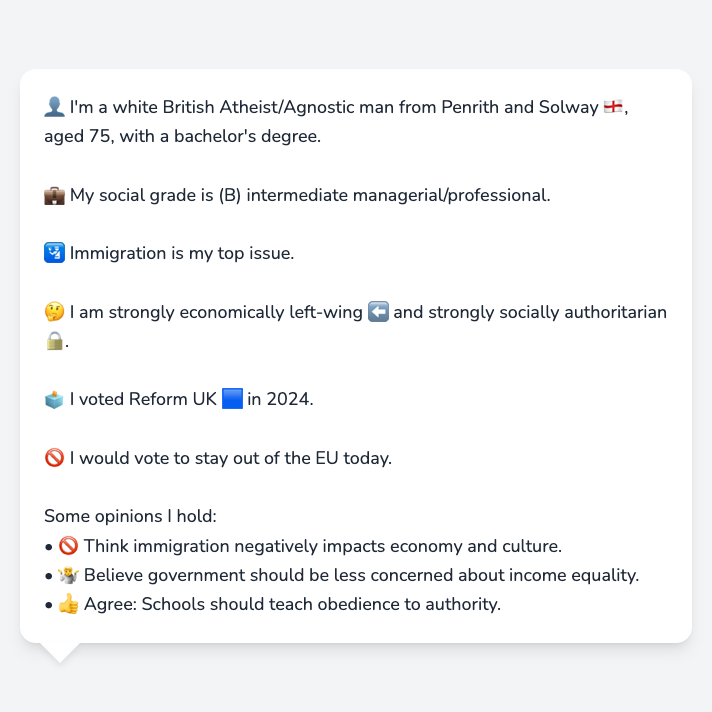 👤 I'm a white British Atheist/Agnostic man from Penrith and Solway 🏴󠁧󠁢󠁥󠁮󠁧󠁿,
aged 75, with a bachelor's degree.
💼 My social grade is (B) intermediate managerial/professional.
🛂 Immigration is my top issue.
🤔 I am strongly economically left-wing ⬅️ and strongly socially authoritarian
🔒.
🗳️ I voted Reform UK 🟦 in 2024.
🚫 I would vote to stay out of the EU today.
Some opinions I hold:
• 🚫 Think immigration negatively impacts economy and culture.
• 🤷 Believe government should be less concerned about income equality.
• 👍 Agree: Schools should teach obedience to authority.